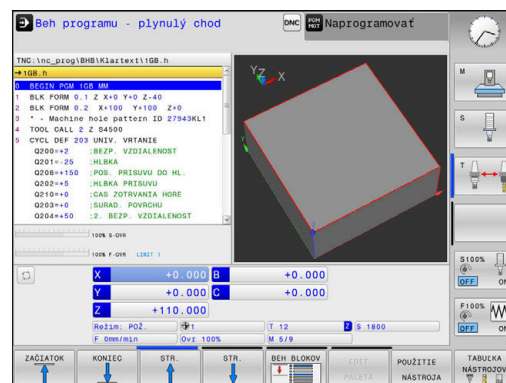 Beh programu - plynulý chod
DNC
PGM MGT
Naprogramovať
TNC:\nc_prog\BHB\Klartext\1GB.h
→1GB.h
0 BEGIN PGM 1GB MM
1 BLK FORM 0.1 Z X+0 Y+0 Z-40
2 BLK FORM 0.2 X+100 Y+100 Z+0
3 * - Machine hole pattern ID 27943KL1
4 TOOL CALL 2 Z S4500
5 CYCL DEF 203 UNIV. VRTANIE
Q200=+2 ;BEZP. VZDIALENOST
Q201=-25 ;HLBKA
Q206=+150 ;POS. PRISUVU DO HL.
Q202=+5 ;HLBKA PRISUVU
Q210=+0 ;CAS ZOTRVANIA HORE
Q203=+0 ;SURAD. POVRCHU
Q204=+50 ;2. BEZP. VZDIALENOST
Y Z X
100% S-OVR
100% F-OVR LIMIT 1
X +0.000 B +0.000
Y +0.000 C +0.000
Z +110.000
Režim: POŽ. 1 T 12 Z S 1800
F 0mm/min Ovr 100% M 5/9
M
S
T
S100%
OFF ON
F100%
OFF ON
ZAČIATOK
KONIEC
STR.
STR.
BEH BLOKOV
EDIT PALETA
POUŽITIE NÁSTROJA
TABUĽKA NÁSTROJOV